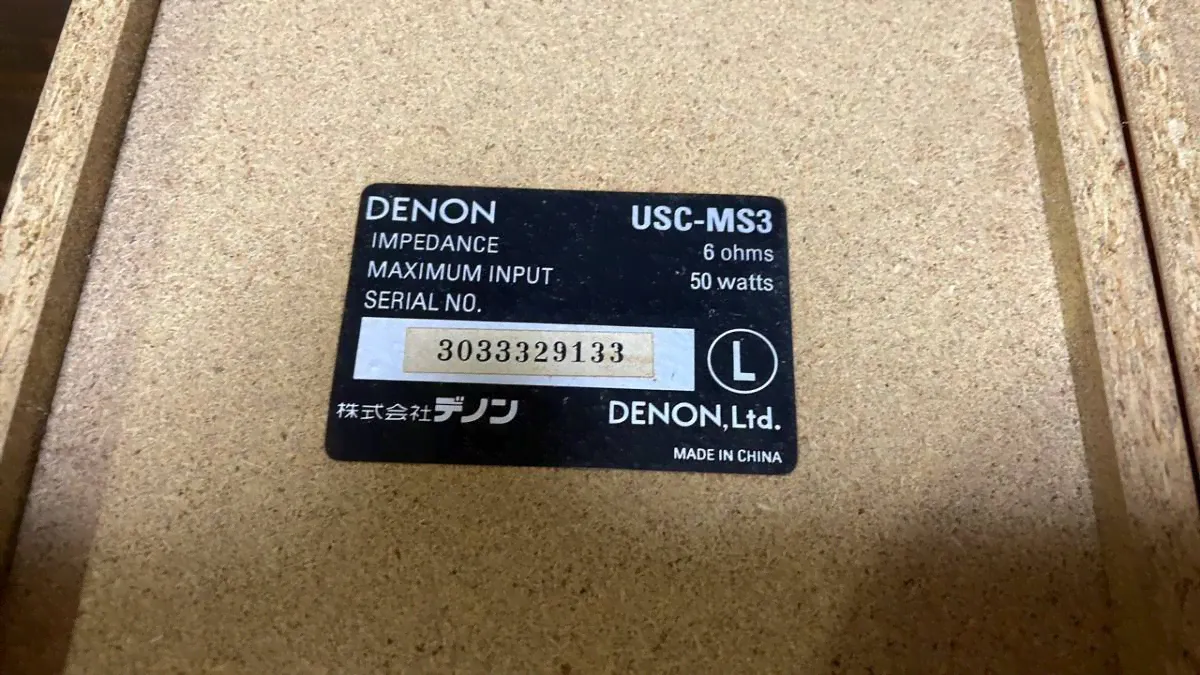 DENON USC-MS3
IMPEDANCE 6 ohms
MAXIMUM INPUT 50 watts
SERIAL NO.
3033329133
L
株式会社デノン DENON,Ltd.
MADE IN CHINA